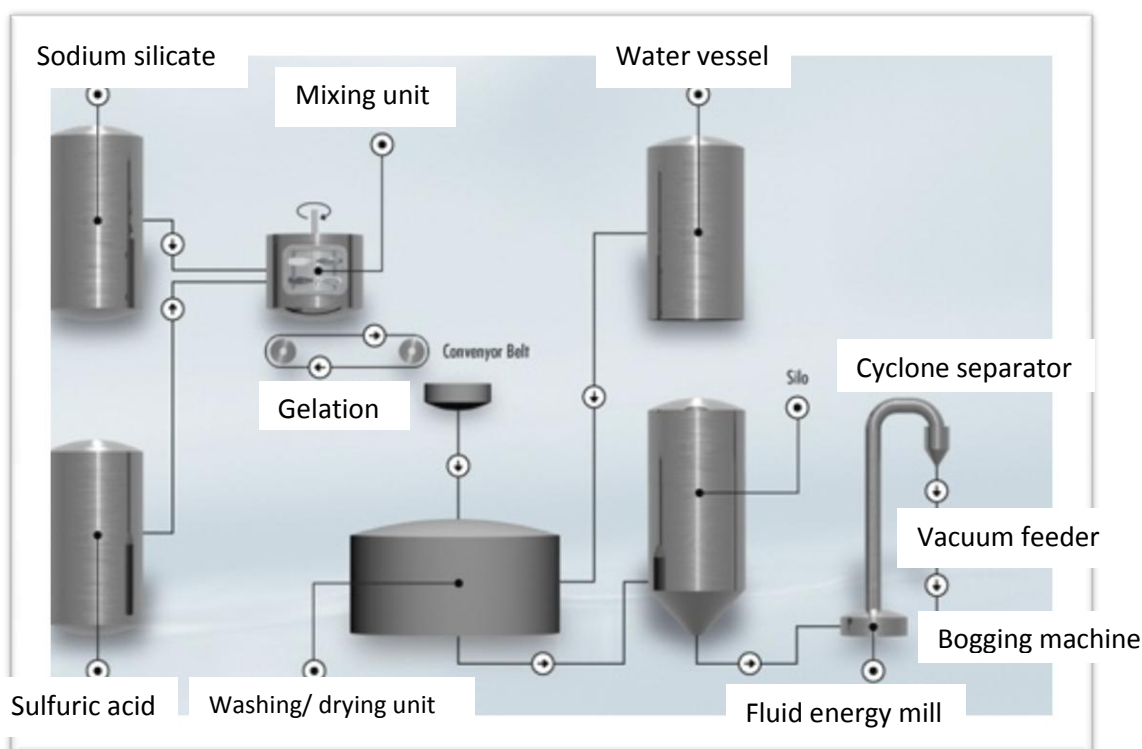 Sodium silicate
Water vessel
Mixing unit
Convenyor Belt
Cyclone separator
Silo
Gelation
Vacuum feeder
Bogging machine
Sulfuric acid
Washing/ drying unit
Fluid energy mill